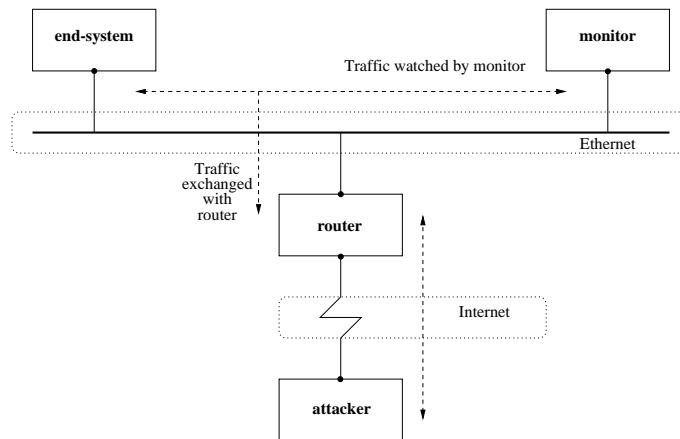 end-system
monitor
Traffic watched by monitor
Ethernet
Traffic
exchanged
with
router
router
Internet
attacker